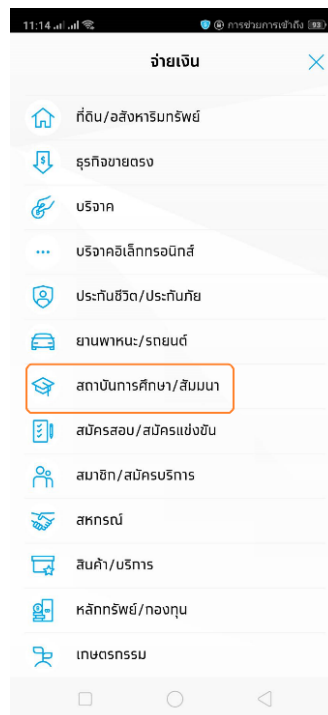 11:14 การช่วยการเข้าถึง 93
จ่ายเงิน
ที่ดิน/อสังหาริมทรัพย์
ธุรกิจขายตรง
บริจาค
บริจาคอิเล็กทรอนิกส์
ประกันชีวิต/ประกันภัย
ยานพาหนะ/รถยนต์
สถาบันการศึกษา/สัมมนา
สมัครสอบ/สมัครแข่งขัน
สมาชิก/สมัครบริการ
สหกรณ์
สินค้า/บริการ
หลักทรัพย์/กองทุน
เกษตรกรรม